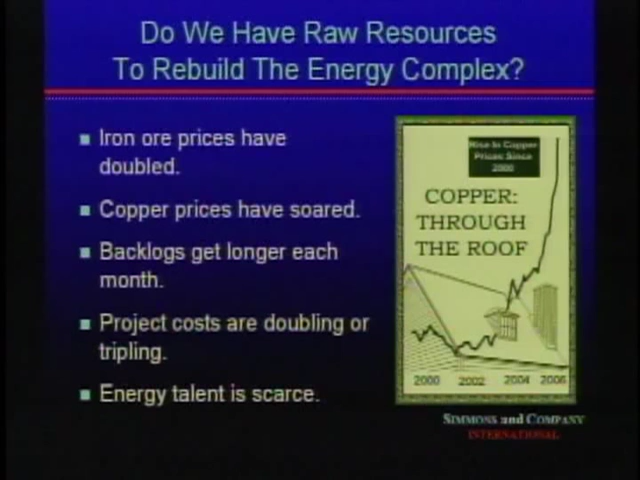 Do We Have Raw Resources
To Rebuild The Energy Complex?
Iron ore prices have
doubled.
Copper prices have soared.
Backlogs get longer each
month.
Project costs are doubling or
tripling.
Energy talent is scarce.
Rise In Copper
Prices Since
2000
COPPER:
THROUGH
THE ROOF
2000 2002 2004 2006
SIMMONS and COMPANY
INTERNATIONAL